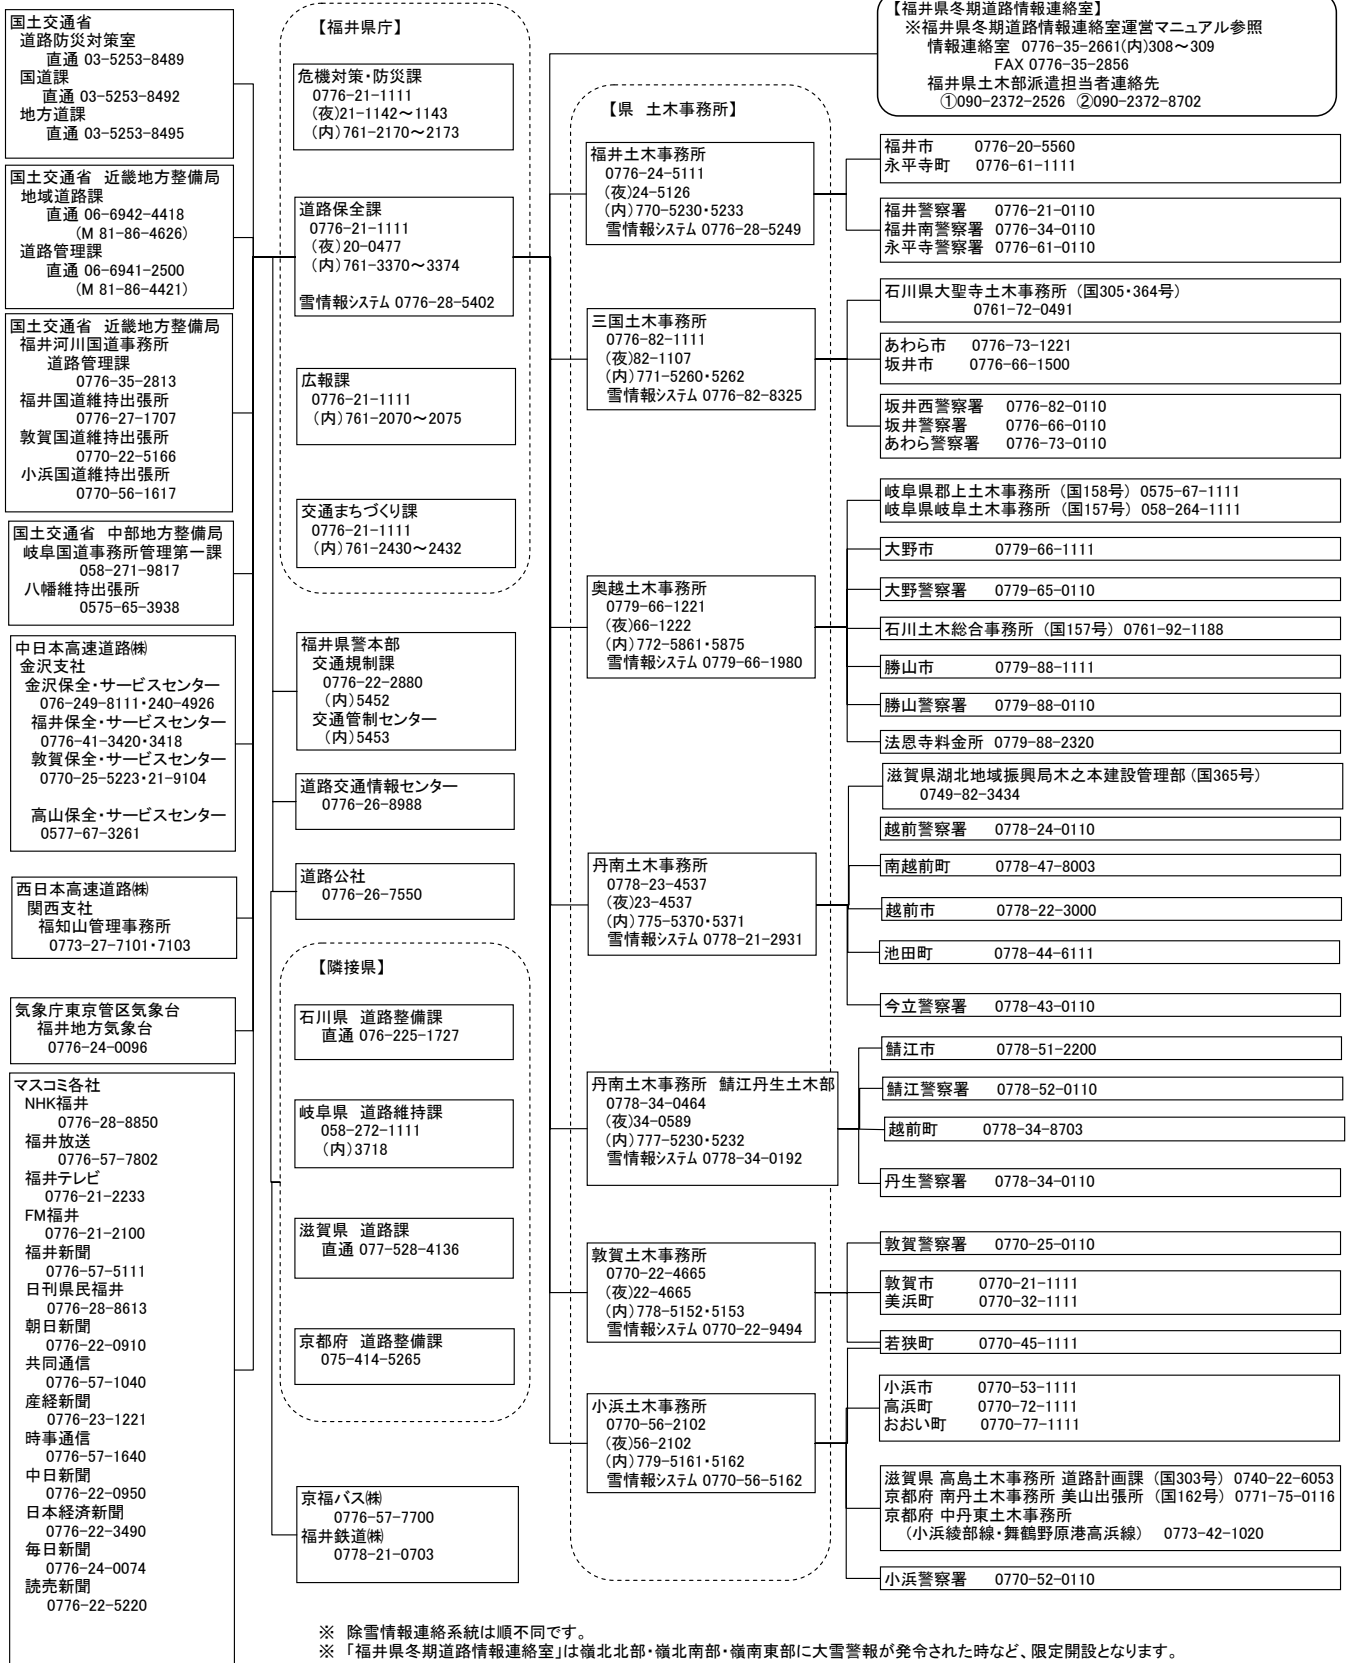 国土交通省
道路防災対策室
直通 03-5253-8489
国道課
直通 03-5253-8492
地方道課
直通 03-5253-8495
国土交通省 近畿地方整備局
地域道路課
直通 06-6942-4418
(M 81-86-4626)
道路管理課
直通 06-6941-2500
(M 81-86-4421)
国土交通省 近畿地方整備局
福井河川国道事務所
道路管理課
0776-35-2813
福井国道維持出張所
0776-27-1707
敦賀国道維持出張所
0770-22-5166
小浜国道維持出張所
0770-56-1617
国土交通省 中部地方整備局
岐阜国道事務所管理第一課
058-271-9817
八幡維持出張所
0575-65-3938
中日本高速道路㈱
金沢支社
金沢保全・サービスセンター
076-249-8111・240-4926
福井保全・サービスセンター
0776-41-3420・3418
敦賀保全・サービスセンター
0770-25-5223・21-9104
高山保全・サービスセンター
0577-67-3261
西日本高速道路㈱
関西支社
福知山管理事務所
0773-27-7101・7103
気象庁東京管区気象台
福井地方気象台
0776-24-0096
マスコミ各社
NHK福井
0776-28-8850
福井放送
0776-57-7802
福井テレビ
0776-21-2233
FM福井
0776-21-2100
福井新聞
0776-57-5111
日刊県民福井
0776-28-8613
朝日新聞
0776-22-0910
共同通信
0776-57-1040
産経新聞
0776-23-1221
時事通信
0776-57-1640
中日新聞
0776-22-0950
日本経済新聞
0776-22-3490
毎日新聞
0776-24-0074
読売新聞
0776-22-5220
【福井県庁】
危機対策・防災課
0776-21-1111
(夜)21-1142～1143
(内)761-2170～2173
道路保全課
0776-21-1111
(夜)20-0477
(内)761-3370～3374
雪情報ｼｽﾃﾑ 0776-28-5402
広報課
0776-21-1111
(内)761-2070～2075
交通まちづくり課
0776-21-1111
(内)761-2430～2432
福井県警本部
交通規制課
0776-22-2880
(内)5452
交通管制センター
(内)5453
道路交通情報センター
0776-26-8988
道路公社
0776-26-7550
【隣接県】
石川県 道路整備課
直通 076-225-1727
岐阜県 道路維持課
058-272-1111
(内)3718
滋賀県 道路課
直通 077-528-4136
京都府 道路整備課
075-414-5265
京福バス㈱
0776-57-7700
福井鉄道㈱
0778-21-0703
【県 土木事務所】
福井土木事務所
0776-24-5111
(夜)24-5126
(内)770-5230・5233
雪情報ｼｽﾃﾑ 0776-28-5249
三国土木事務所
0776-82-1111
(夜)82-1107
(内)771-5260・5262
雪情報ｼｽﾃﾑ 0776-82-8325
奥越土木事務所
0779-66-1221
(夜)66-1222
(内)772-5861・5875
雪情報ｼｽﾃﾑ 0779-66-1980
丹南土木事務所
0778-23-4537
(夜)23-4537
(内)775-5370・5371
雪情報ｼｽﾃﾑ 0778-21-2931
丹南土木事務所 鯖江丹生土木部
0778-34-0464
(夜)34-0589
(内)777-5230・5232
雪情報ｼｽﾃﾑ 0778-34-0192
敦賀土木事務所
0770-22-4665
(夜)22-4665
(内)778-5152・5153
雪情報ｼｽﾃﾑ 0770-22-9494
小浜土木事務所
0770-56-2102
(夜)56-2102
(内)779-5161・5162
雪情報ｼｽﾃﾑ 0770-56-5162
【福井県冬期道路情報連絡室】
※福井県冬期道路情報連絡室運営マニュアル参照
情報連絡室 0776-35-2661(内)308～309
FAX 0776-35-2856
福井県土木部派遣担当者連絡先
①090-2372-2526 ②090-2372-8702
福井市 0776-20-5560
永平寺町 0776-61-1111
福井警察署 0776-21-0110
福井南警察署 0776-34-0110
永平寺警察署 0776-61-0110
石川県大聖寺土木事務所（国305・364号）
0761-72-0491
あわら市 0776-73-1221
坂井市 0776-66-1500
坂井西警察署 0776-82-0110
坂井警察署 0776-66-0110
あわら警察署 0776-73-0110
岐阜県郡上土木事務所（国158号）0575-67-1111
岐阜県岐阜土木事務所（国157号）058-264-1111
大野市 0779-66-1111
大野警察署 0779-65-0110
石川土木総合事務所（国157号）0761-92-1188
勝山市 0779-88-1111
勝山警察署 0779-88-0110
法恩寺料金所 0779-88-2320
滋賀県湖北地域振興局木之本建設管理部（国365号）
0749-82-3434
越前警察署 0778-24-0110
南越前町 0778-47-8003
越前市 0778-22-3000
池田町 0778-44-6111
今立警察署 0778-43-0110
鯖江市 0778-51-2200
鯖江警察署 0778-52-0110
越前町 0778-34-8703
丹生警察署 0778-34-0110
敦賀警察署 0770-25-0110
敦賀市 0770-21-1111
美浜町 0770-32-1111
若狭町 0770-45-1111
小浜市 0770-53-1111
高浜町 0770-72-1111
おおい町 0770-77-1111
滋賀県 高島土木事務所 道路計画課（国303号）0740-22-6053
京都府 南丹土木事務所 美山出張所（国162号）0771-75-0116
京都府 中丹東土木事務所
（小浜綾部線・舞鶴野原港高浜線） 0773-42-1020
小浜警察署 0770-52-0110
※ 除雪情報連絡系統は順不同です。
※ 「福井県冬期道路情報連絡室」は嶺北北部・嶺北南部・嶺南東部に大雪警報が発令された時など、限定開設となります。